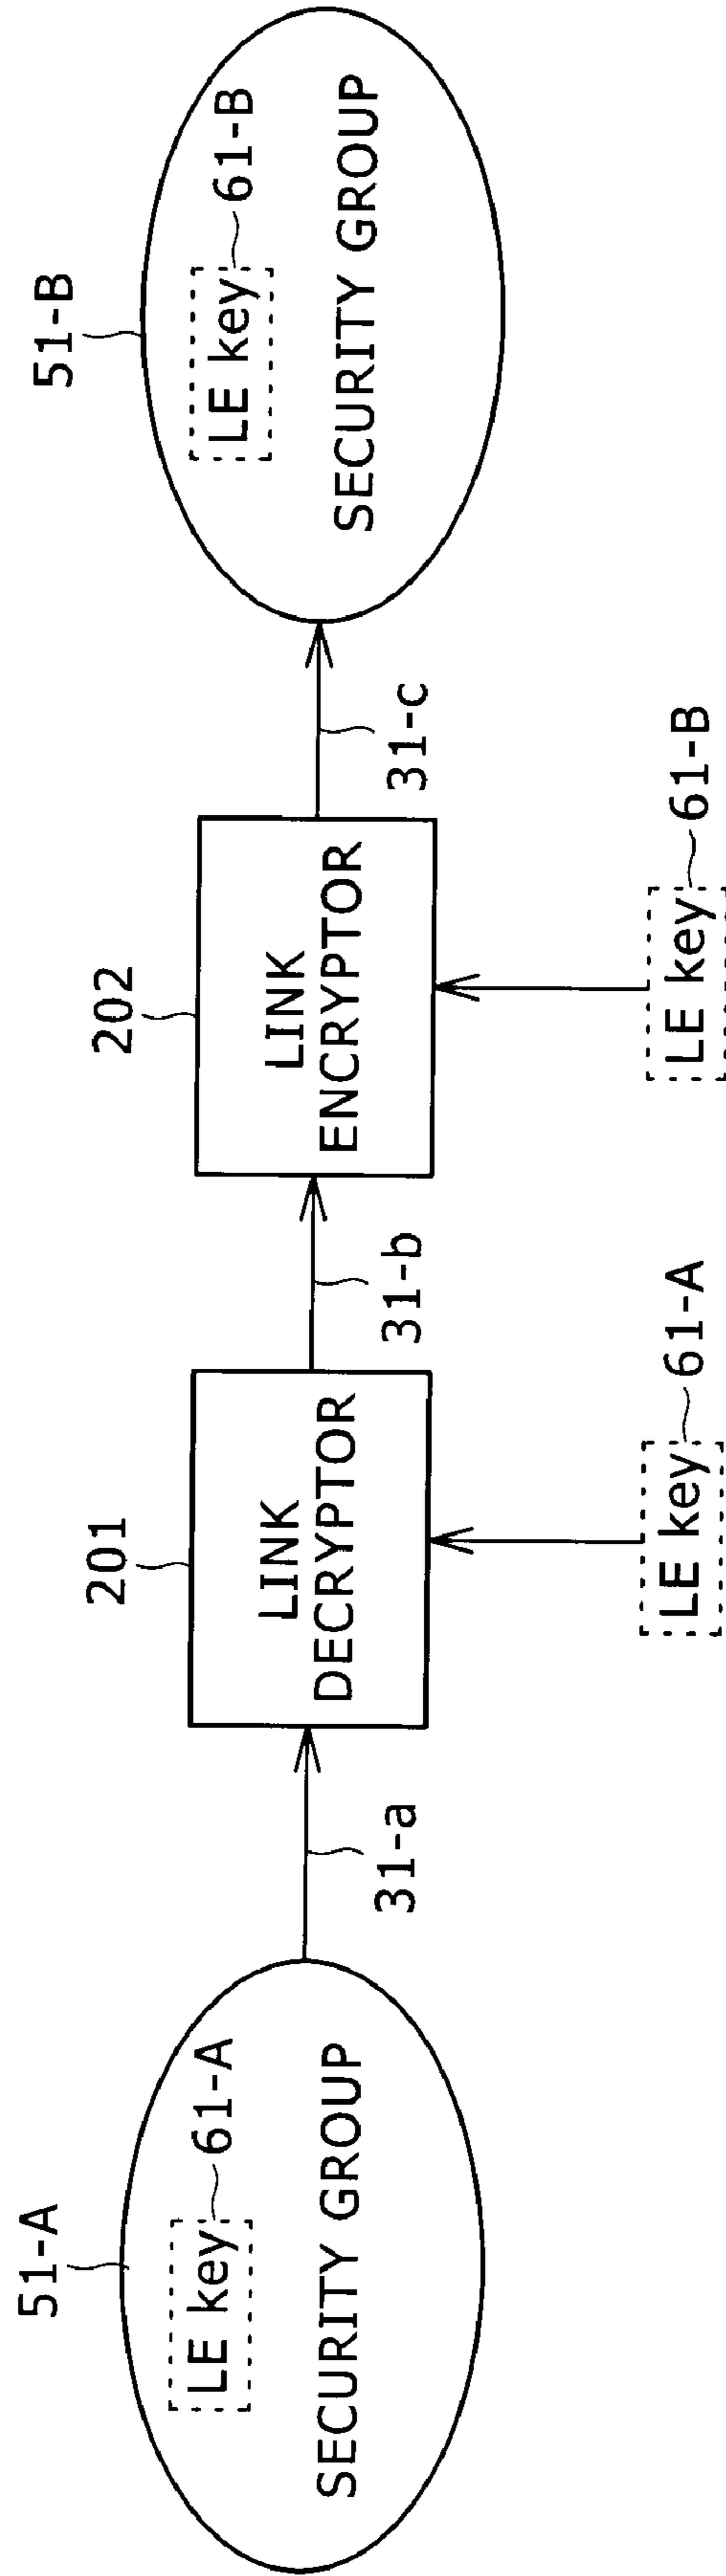 51-A
LE key
61-A
SECURITY GROUP
31-a
201
LINK
DECRYPTOR
LE key
61-A
31-b
202
LINK
ENCRYPTOR
LE key
61-B
31-c
51-B
LE key
61-B
SECURITY GROUP